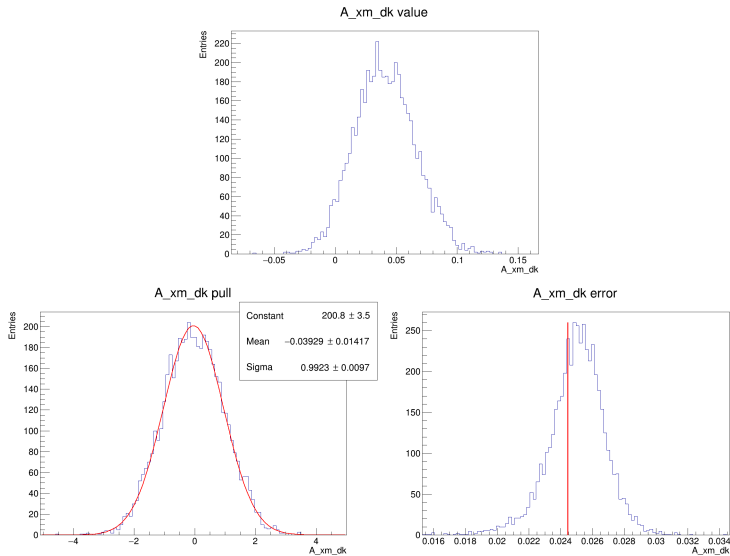 A_xm_dk value
Entries
220
200
180
160
140
120
100
80
60
40
20
0
−0.05 0 0.05 0.1 0.15
A_xm_dk
A_xm_dk pull
Entries
200
180
160
140
120
100
80
60
40
20
0
−4 −2 0 2 4
A_xm_dk
Constant 200.8 ± 3.5
Mean −0.03929 ± 0.01417
Sigma 0.9923 ± 0.0097
A_xm_dk error
Entries
250
200
150
100
50
0
0.016 0.018 0.02 0.022 0.024 0.026 0.028 0.03 0.032 0.034
A_xm_dk